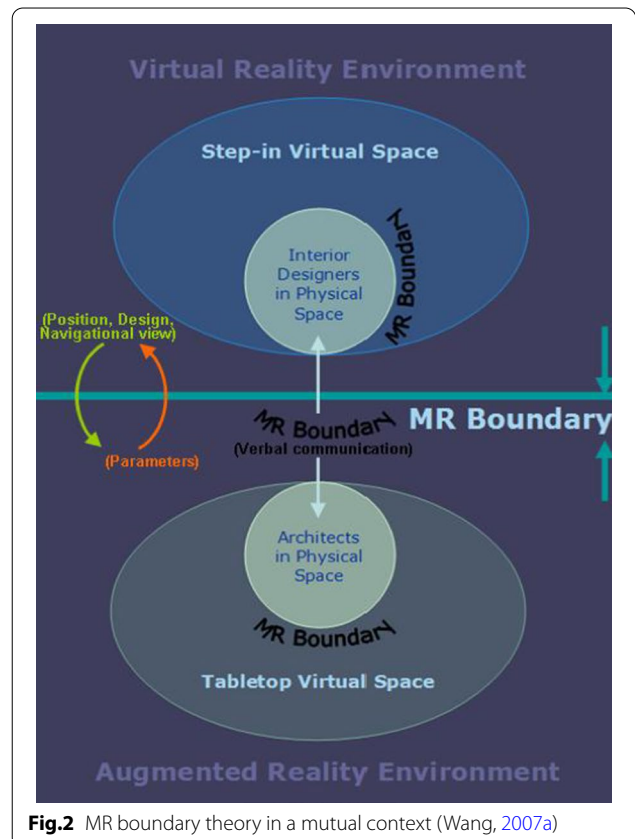 Virtual Reality Environment
Step-in Virtual Space
Interior
Designers
in Physical
Space
MR Boundary
(Position, Design,
Navigational view)
MR Boundary
MR Boundary
(Verbal communication)
(Parameters)
Architects
in Physical
Space
MR Boundary
Tabletop Virtual Space
Augmented Reality Environment
Fig.2 MR boundary theory in a mutual context (Wang, 2007a)